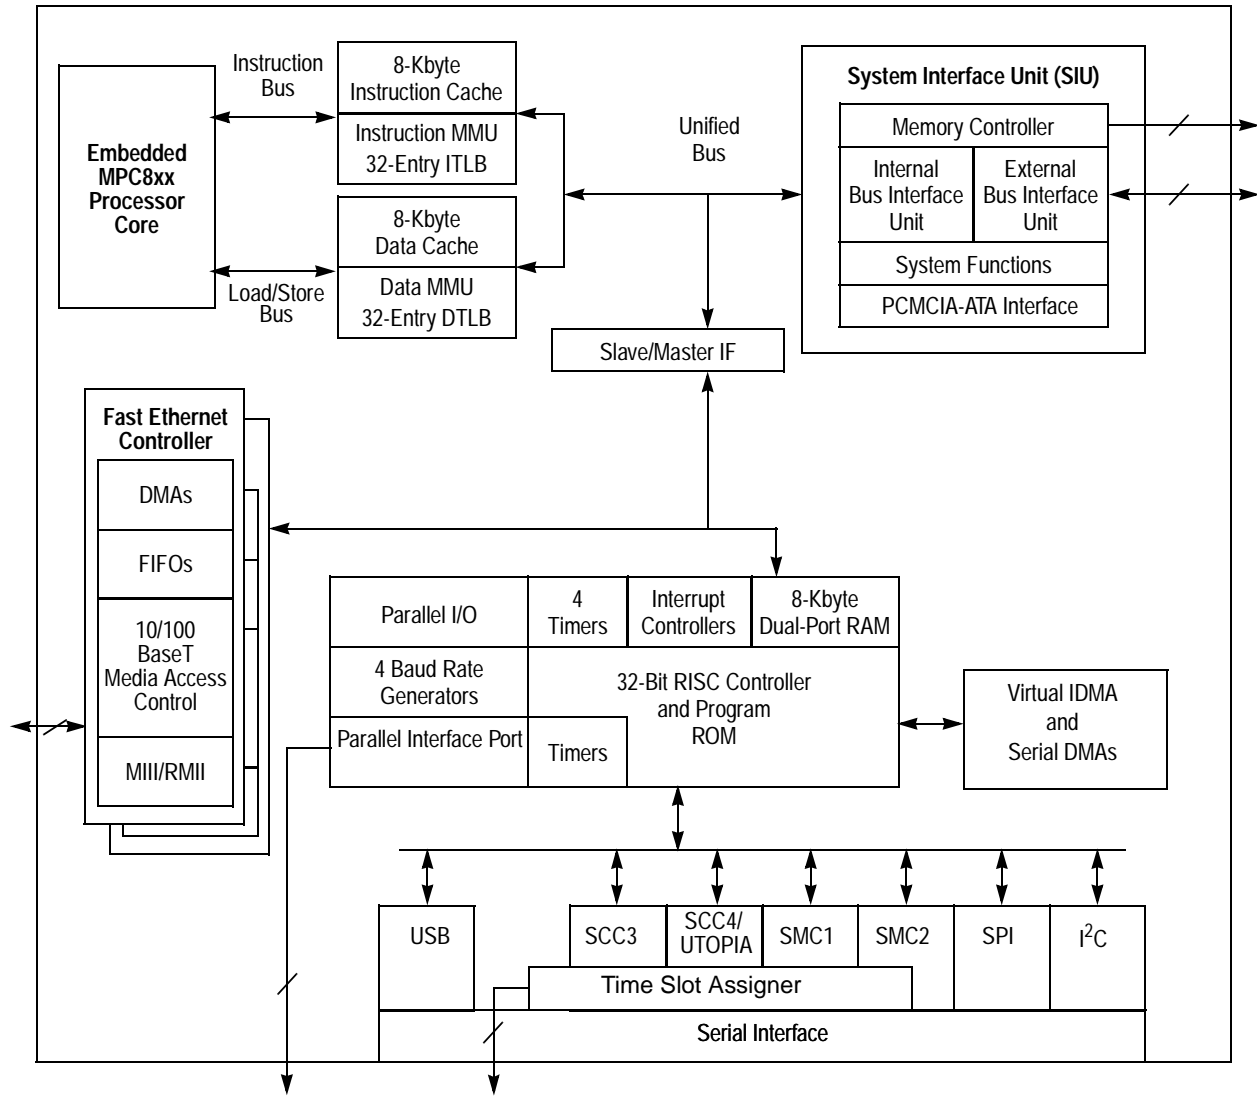 Embedded
MPC8xx
Processor
Core
Instruction
Bus
Load/Store
Bus
8-Kbyte
Instruction Cache
Instruction MMU
32-Entry ITLB
8-Kbyte
Data Cache
Data MMU
32-Entry DTLB
Unified
Bus
System Interface Unit (SIU)
Memory Controller
Internal
Bus Interface
Unit
External
Bus Interface
Unit
System Functions
PCMCIA-ATA Interface
Slave/Master IF
Fast Ethernet
Controller
DMAs
FIFOs
10/100
BaseT
Media Access
Control
MIII/RMII
Parallel I/O
4
Timers
Interrupt
Controllers
8-Kbyte
Dual-Port RAM
4 Baud Rate
Generators
32-Bit RISC Controller
and Program
ROM
Parallel Interface Port
Timers
Virtual IDMA
and
Serial DMAs
USB
SCC3
SCC4/
UTOPIA
SMC1
SMC2
SPI
I²C
Time Slot Assigner
Serial Interface